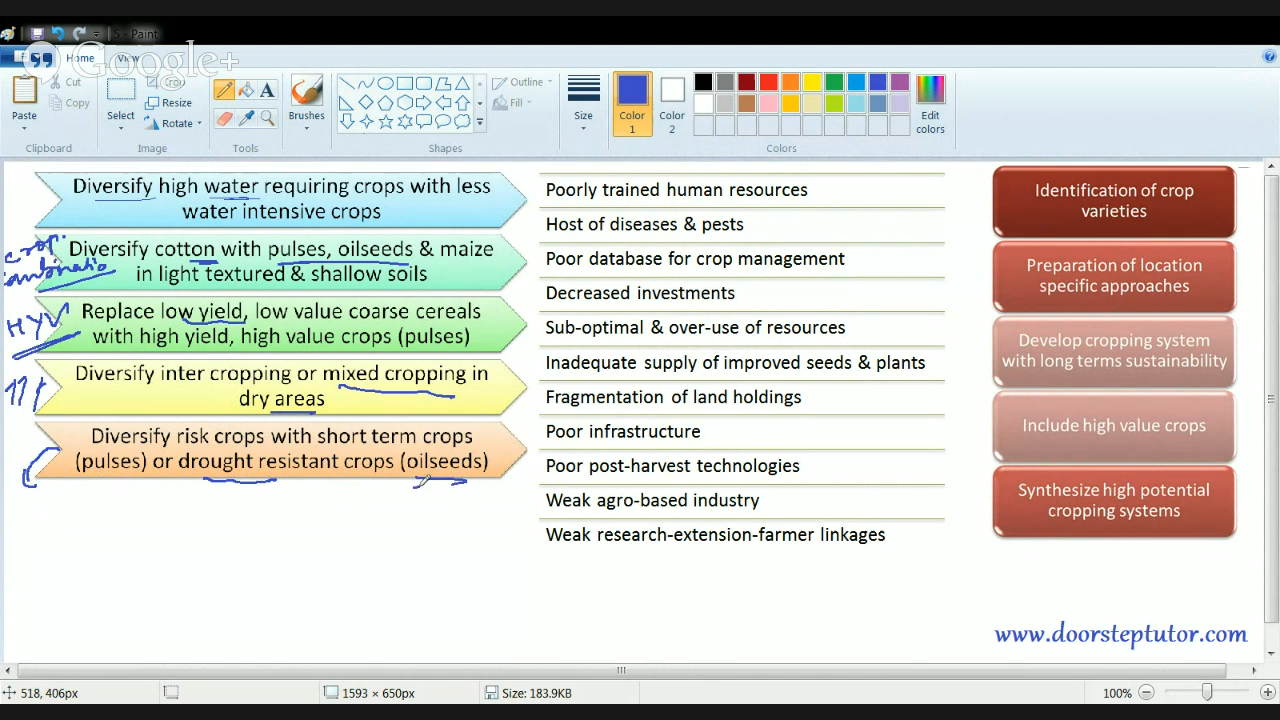 S - Paint
Google+
Home
View
Paste
Cut
Copy
Clipboard
Select
Crop
Resize
Rotate
Image
Tools
Brushes
Shapes
Outline
Fill
Size
Color
1
Color
2
Edit
colors
Colors
Diversify high water requiring crops with less
water intensive crops
crop
Diversify cotton with pulses, oilseeds & maize
in light textured & shallow soils
HYV
Replace low yield, low value coarse cereals
with high yield, high value crops (pulses)
Diversify inter cropping or mixed cropping in
dry areas
Diversify risk crops with short term crops
(pulses) or drought resistant crops (oilseeds)
Poorly trained human resources
Host of diseases & pests
Poor database for crop management
Decreased investments
Sub-optimal & over-use of resources
Inadequate supply of improved seeds & plants
Fragmentation of land holdings
Poor infrastructure
Poor post-harvest technologies
Weak agro-based industry
Weak research-extension-farmer linkages
Identification of crop
varieties
Preparation of location
specific approaches
Develop cropping system
with long terms sustainability
Include high value crops
Synthesize high potential
cropping systems
www.doorsteptutor.com
518, 406px
1593 × 650px
Size: 183.9KB
100%